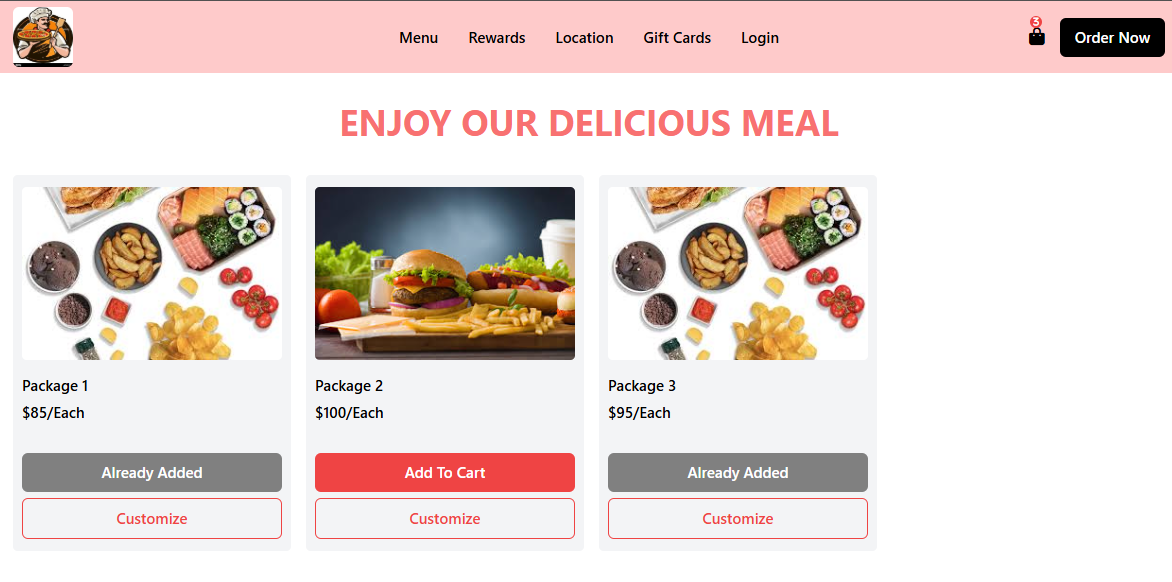 Menu Rewards Location Gift Cards Login 3 Order Now
ENJOY OUR DELICIOUS MEAL
Package 1
$85/Each
Already Added
Customize
Package 2
$100/Each
Add To Cart
Customize
Package 3
$95/Each
Already Added
Customize